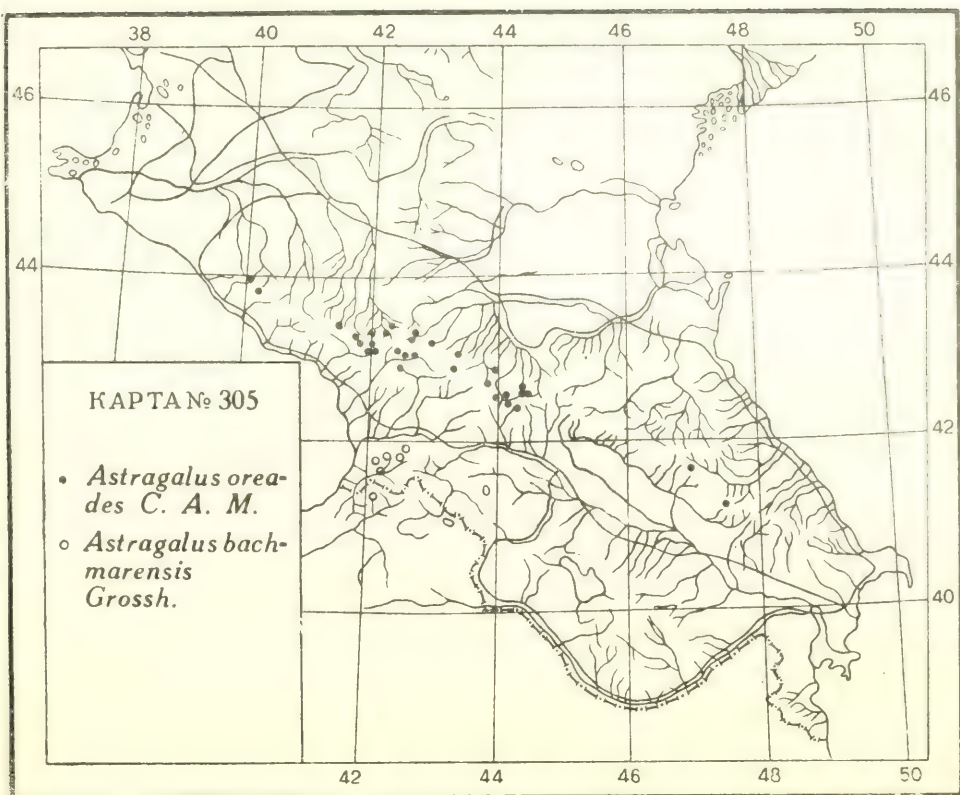 38 40 42 44 46 48 50
46 46
44 44
КАРТА № 305
42
• Astragalus orea-
des C. A. M.
○ Astragalus bach-
marensis
Grossh.
40
42 44 46 48 50